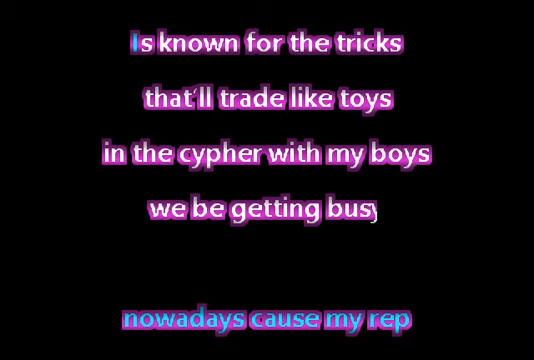 Is known for the tricks
that'll trade like toys
in the cypher with my boys
we be getting busy
nowadays cause my rep